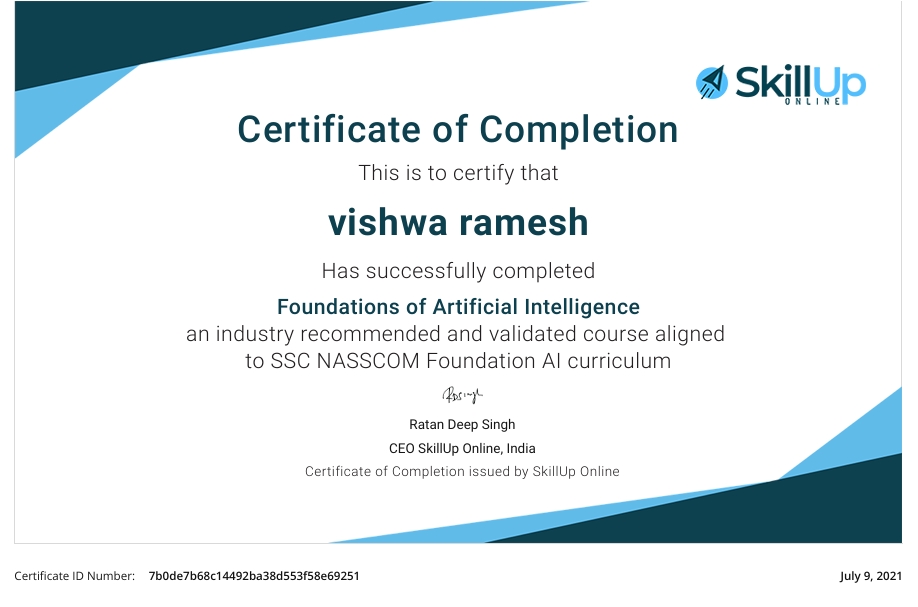 SkillUp
ONLINE
Certificate of Completion
This is to certify that
vishwa ramesh
Has successfully completed
Foundations of Artificial Intelligence
an industry recommended and validated course aligned
to SSC NASSCOM Foundation AI curriculum
Ratan Deep Singh
CEO SkillUp Online, India
Certificate of Completion issued by SkillUp Online
Certificate ID Number: 7b0de7b68c14492ba38d553f58e69251
July 9, 2021